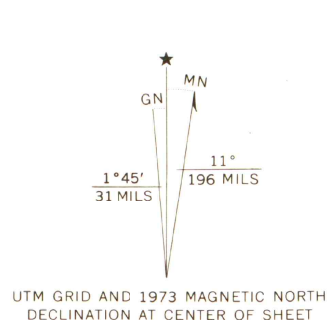 MN
GN
1°45′
31 MILS
11°
196 MILS
UTM GRID AND 1973 MAGNETIC NORTH
DECLINATION AT CENTER OF SHEET